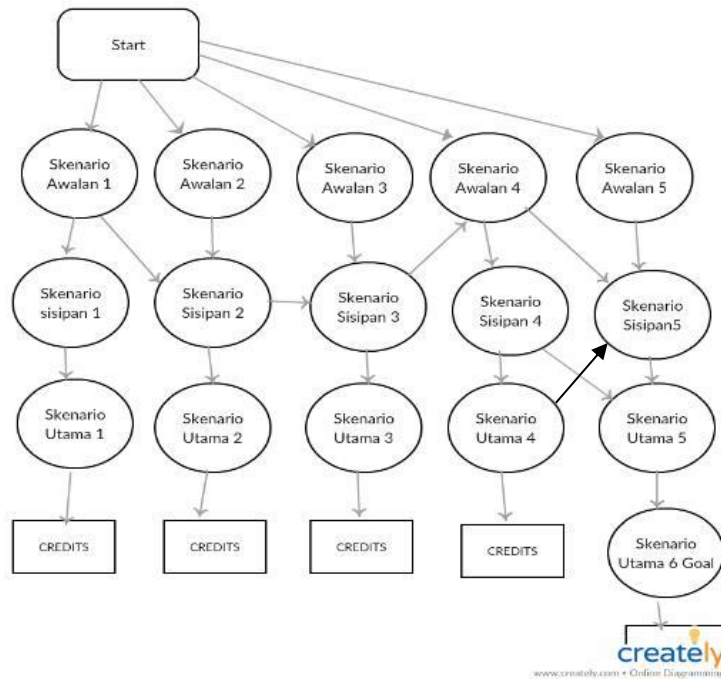 Start
Skenario
Awalan 1
Skenario
Awalan 2
Skenario
Awalan 3
Skenario
Awalan 4
Skenario
Awalan 5
Skenario
sisipan 1
Skenario
Sisipan 2
Skenario
Sisipan 3
Skenario
Sisipan 4
Skenario
Sisipan5
Skenario
Utama 1
Skenario
Utama 2
Skenario
Utama 3
Skenario
Utama 4
Skenario
Utama 5
CREDITS
CREDITS
CREDITS
CREDITS
Skenario
Utama 6 Goal
creately
www.creately.com • Online Diagramming